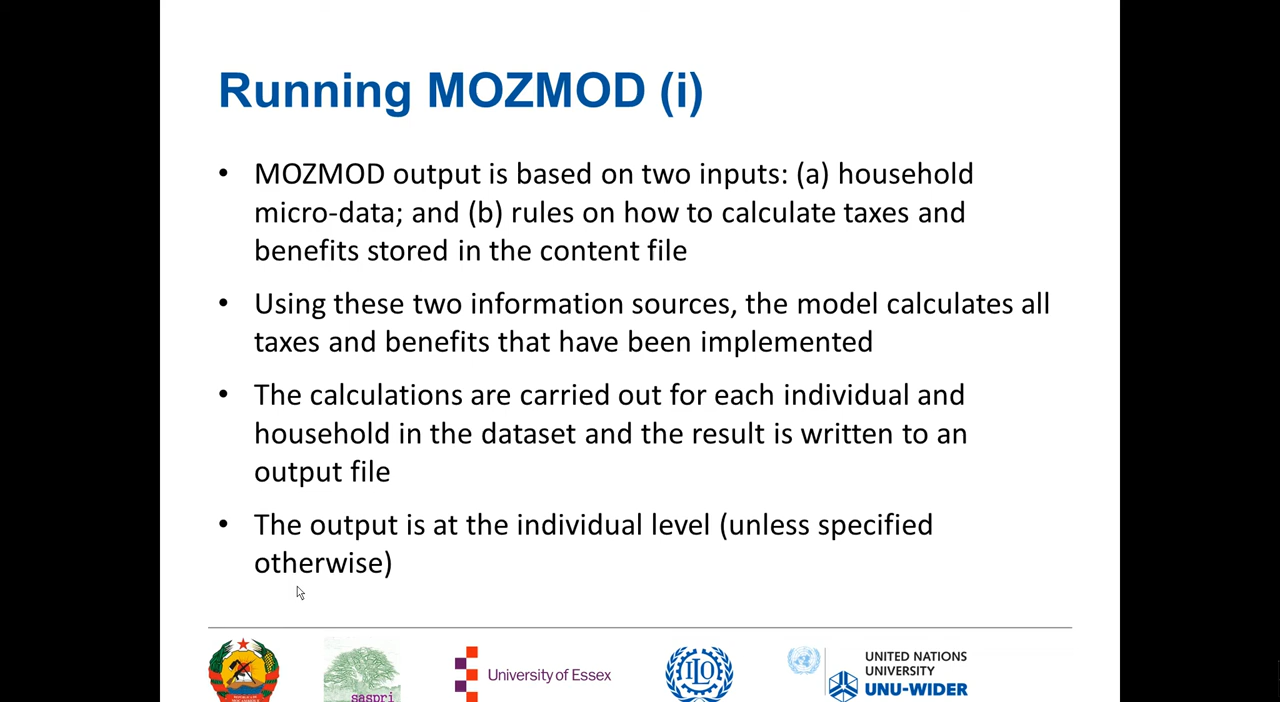 Running MOZMOD (i)
• MOZMOD output is based on two inputs: (a) household
micro-data; and (b) rules on how to calculate taxes and
benefits stored in the content file
• Using these two information sources, the model calculates all
taxes and benefits that have been implemented
• The calculations are carried out for each individual and
household in the dataset and the result is written to an
output file
• The output is at the individual level (unless specified
otherwise)
saspri
University of Essex
ILO
UNITED NATIONS
UNIVERSITY
UNU-WIDER